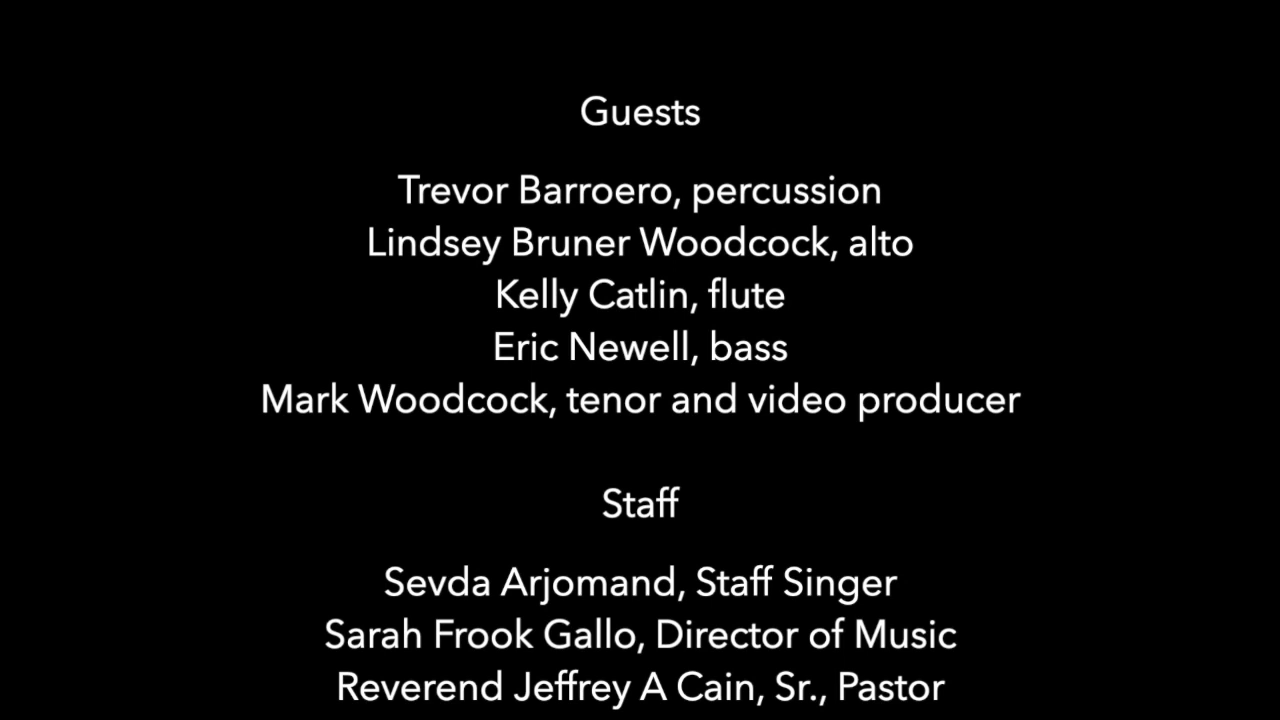 Guests
Trevor Barroero, percussion
Lindsey Bruner Woodcock, alto
Kelly Catlin, flute
Eric Newell, bass
Mark Woodcock, tenor and video producer
Staff
Sevda Arjomand, Staff Singer
Sarah Frook Gallo, Director of Music
Reverend Jeffrey A Cain, Sr., Pastor